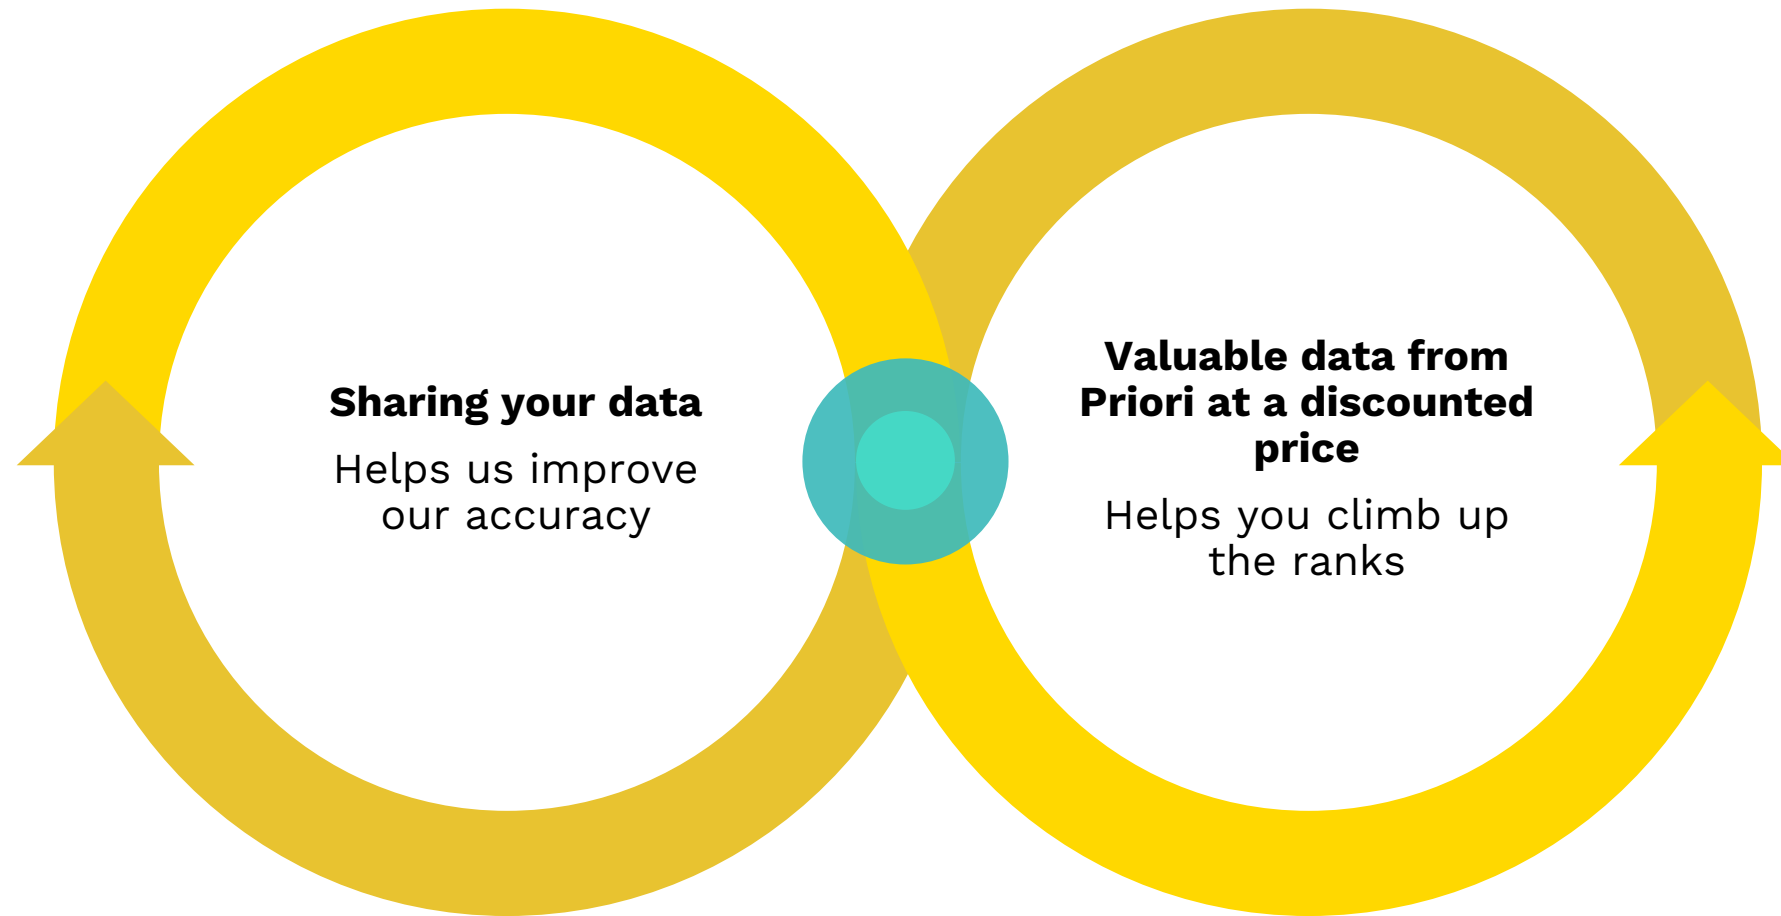 Sharing your data
Helps us improve
our accuracy
Valuable data from
Priori at a discounted
price
Helps you climb up
the ranks